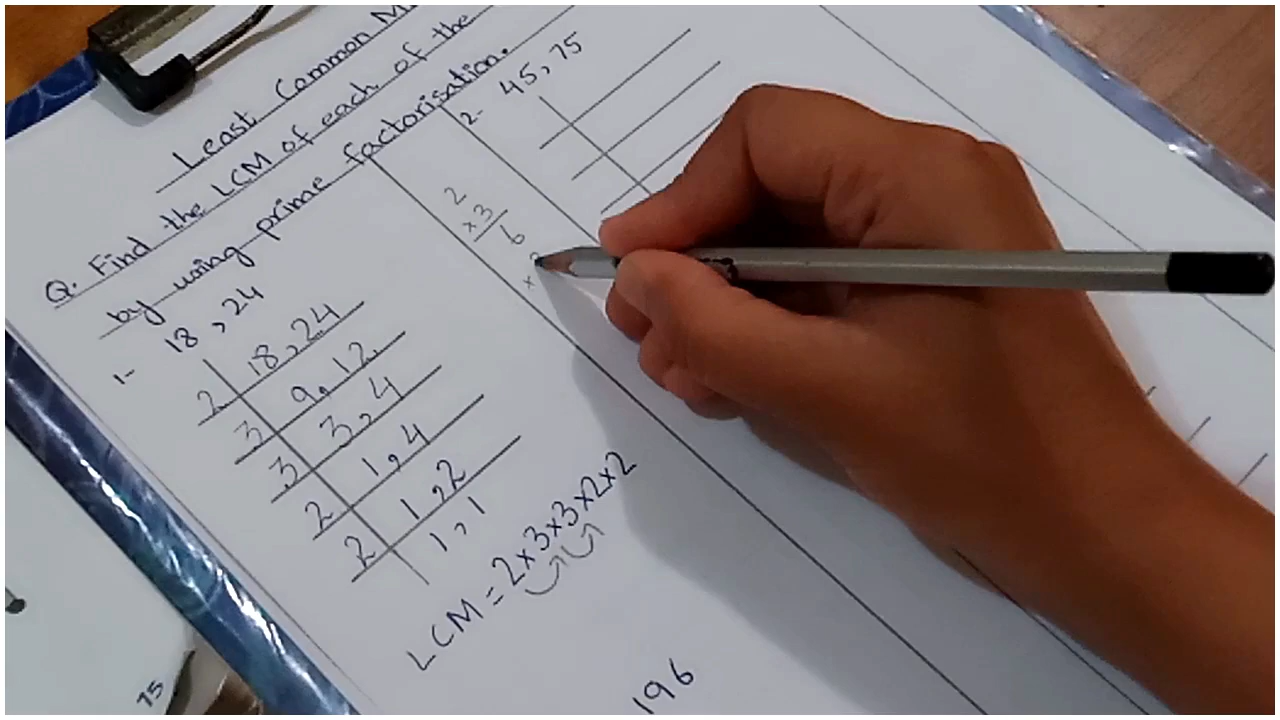 Least Common M
Q. Find the LCM of each of the
by using prime factorisation.
1- 18, 24
2 18, 24
3 9, 12
3 3, 4
2 1, 4
2 1, 2
1, 1
LCM = 2×3×3×2×2
2
×3
6
×
2- 45, 75
196
75